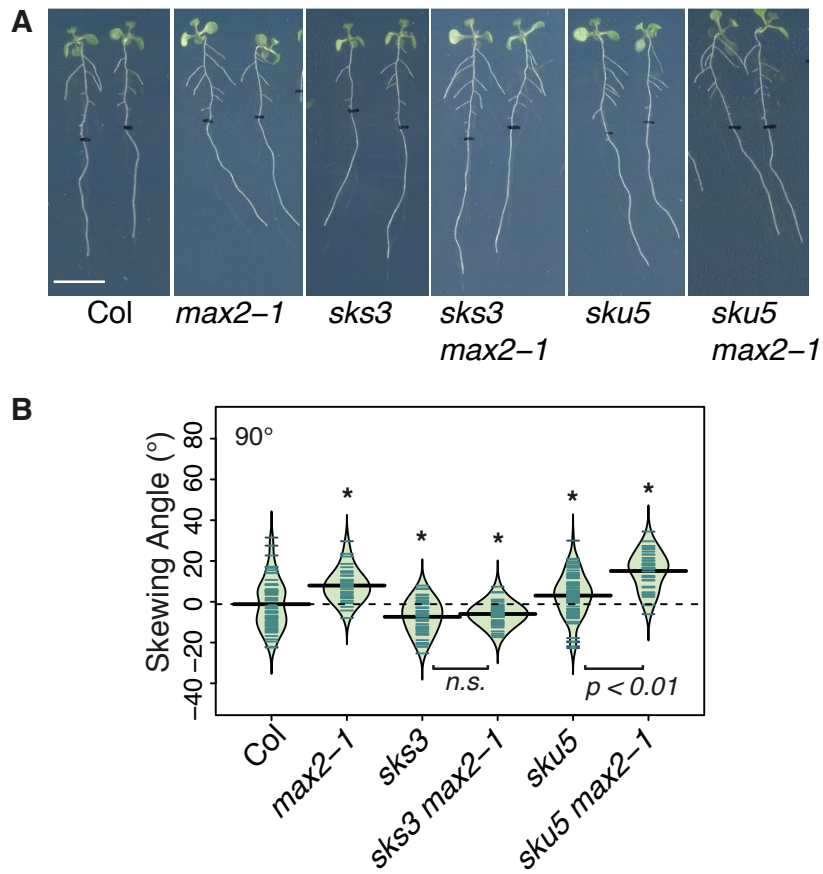 A
Col
max2–1
sks3
sks3
max2–1
sku5
sku5
max2–1
B
90°
Skewing Angle (°)
80
60
40
20
0
−20
−40
*
*
*
*
*
n.s.
p < 0.01
Col
max2−1
sks3
sks3 max2−1
sku5
sku5 max2−1